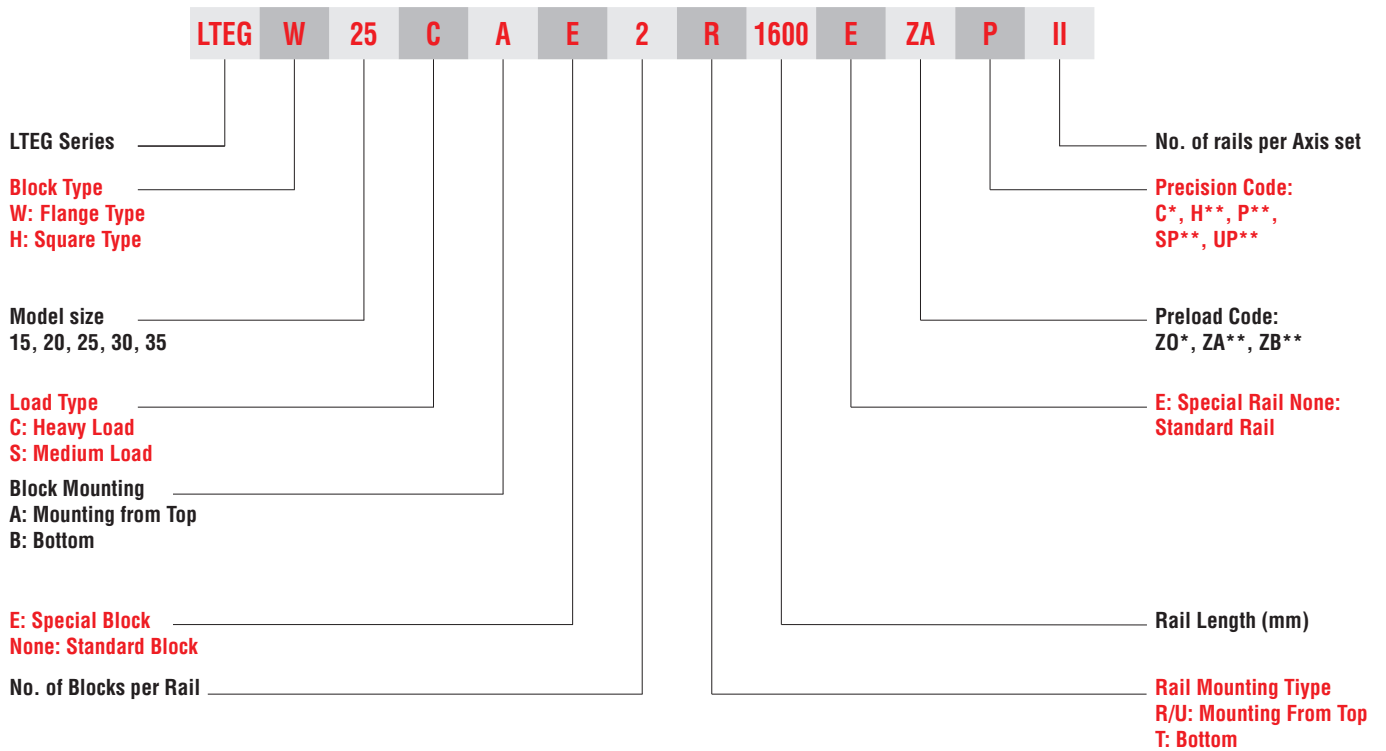 LTEG W 25 C A E 2 R 1600 E ZA P II
LTEG Series
Block Type
W: Flange Type
H: Square Type
Model size
15, 20, 25, 30, 35
Load Type
C: Heavy Load
S: Medium Load
Block Mounting
A: Mounting from Top
B: Bottom
E: Special Block
None: Standard Block
No. of Blocks per Rail
No. of rails per Axis set
Precision Code:
C*, H**, P**,
SP**, UP**
Preload Code:
ZO*, ZA**, ZB**
E: Special Rail None:
Standard Rail
Rail Length (mm)
Rail Mounting Tiype
R/U: Mounting From Top
T: Bottom